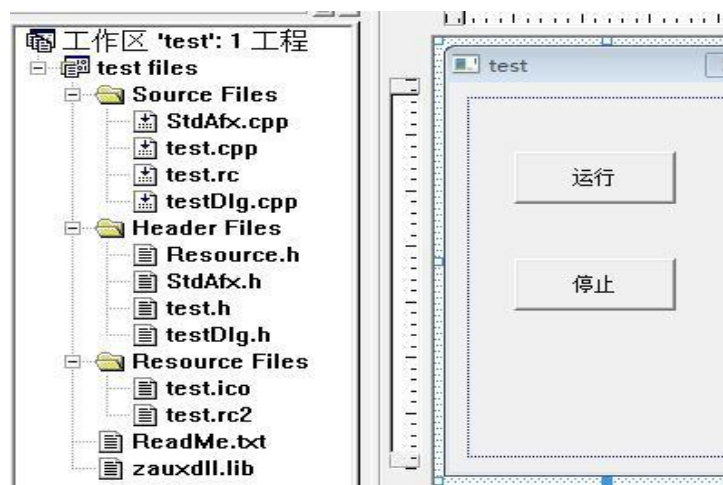 工作区 'test': 1 工程
test files
Source Files
StdAfx.cpp
test.cpp
test.rc
testDlg.cpp
Header Files
Resource.h
StdAfx.h
test.h
testDlg.h
Resource Files
test.ico
test.rc2
ReadMe.txt
zauxdll.lib
test
运行
停止